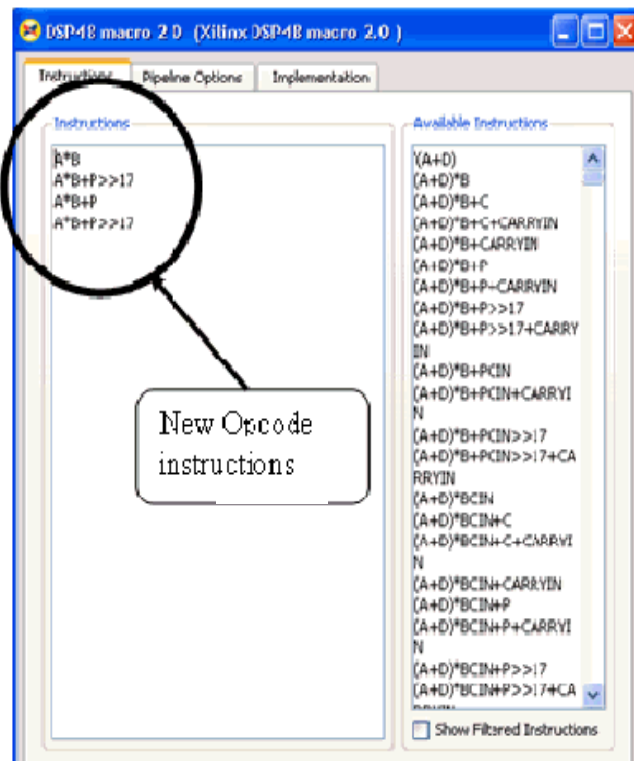 DSP48 macro 2.0 (Xilinx DSP48 macro 2.0 )
Instructions Pipeline Options Implementation
Instructions
A*B
A*B+P>>17
A*B+P
A*B+P>>17
New Opcode
instructions
Available Instructions
(A+D)
(A+D)*B
(A+D)*B+C
(A+D)*B+C+CARRYIN
(A+D)*B+CARRYIN
(A+D)*B+P
(A+D)*B+P+CARRYIN
(A+D)*B+P>>17
(A+D)*B+P>>17+CARRY
IN
(A+D)*B+PCIN
(A+D)*B+PCIN+CARRYI
N
(A+D)*B+PCIN>>17
(A+D)*B+PCIN>>17+CA
RRYIN
(A+D)*BCIN
(A+D)*BCIN+C
(A+D)*BCIN+C+CARRYI
N
(A+D)*BCIN+CARRYIN
(A+D)*BCIN+P
(A+D)*BCIN+P+CARRYI
N
(A+D)*BCIN+P>>17
(A+D)*BCIN+P>>17+CA
Show Filtered Instructions